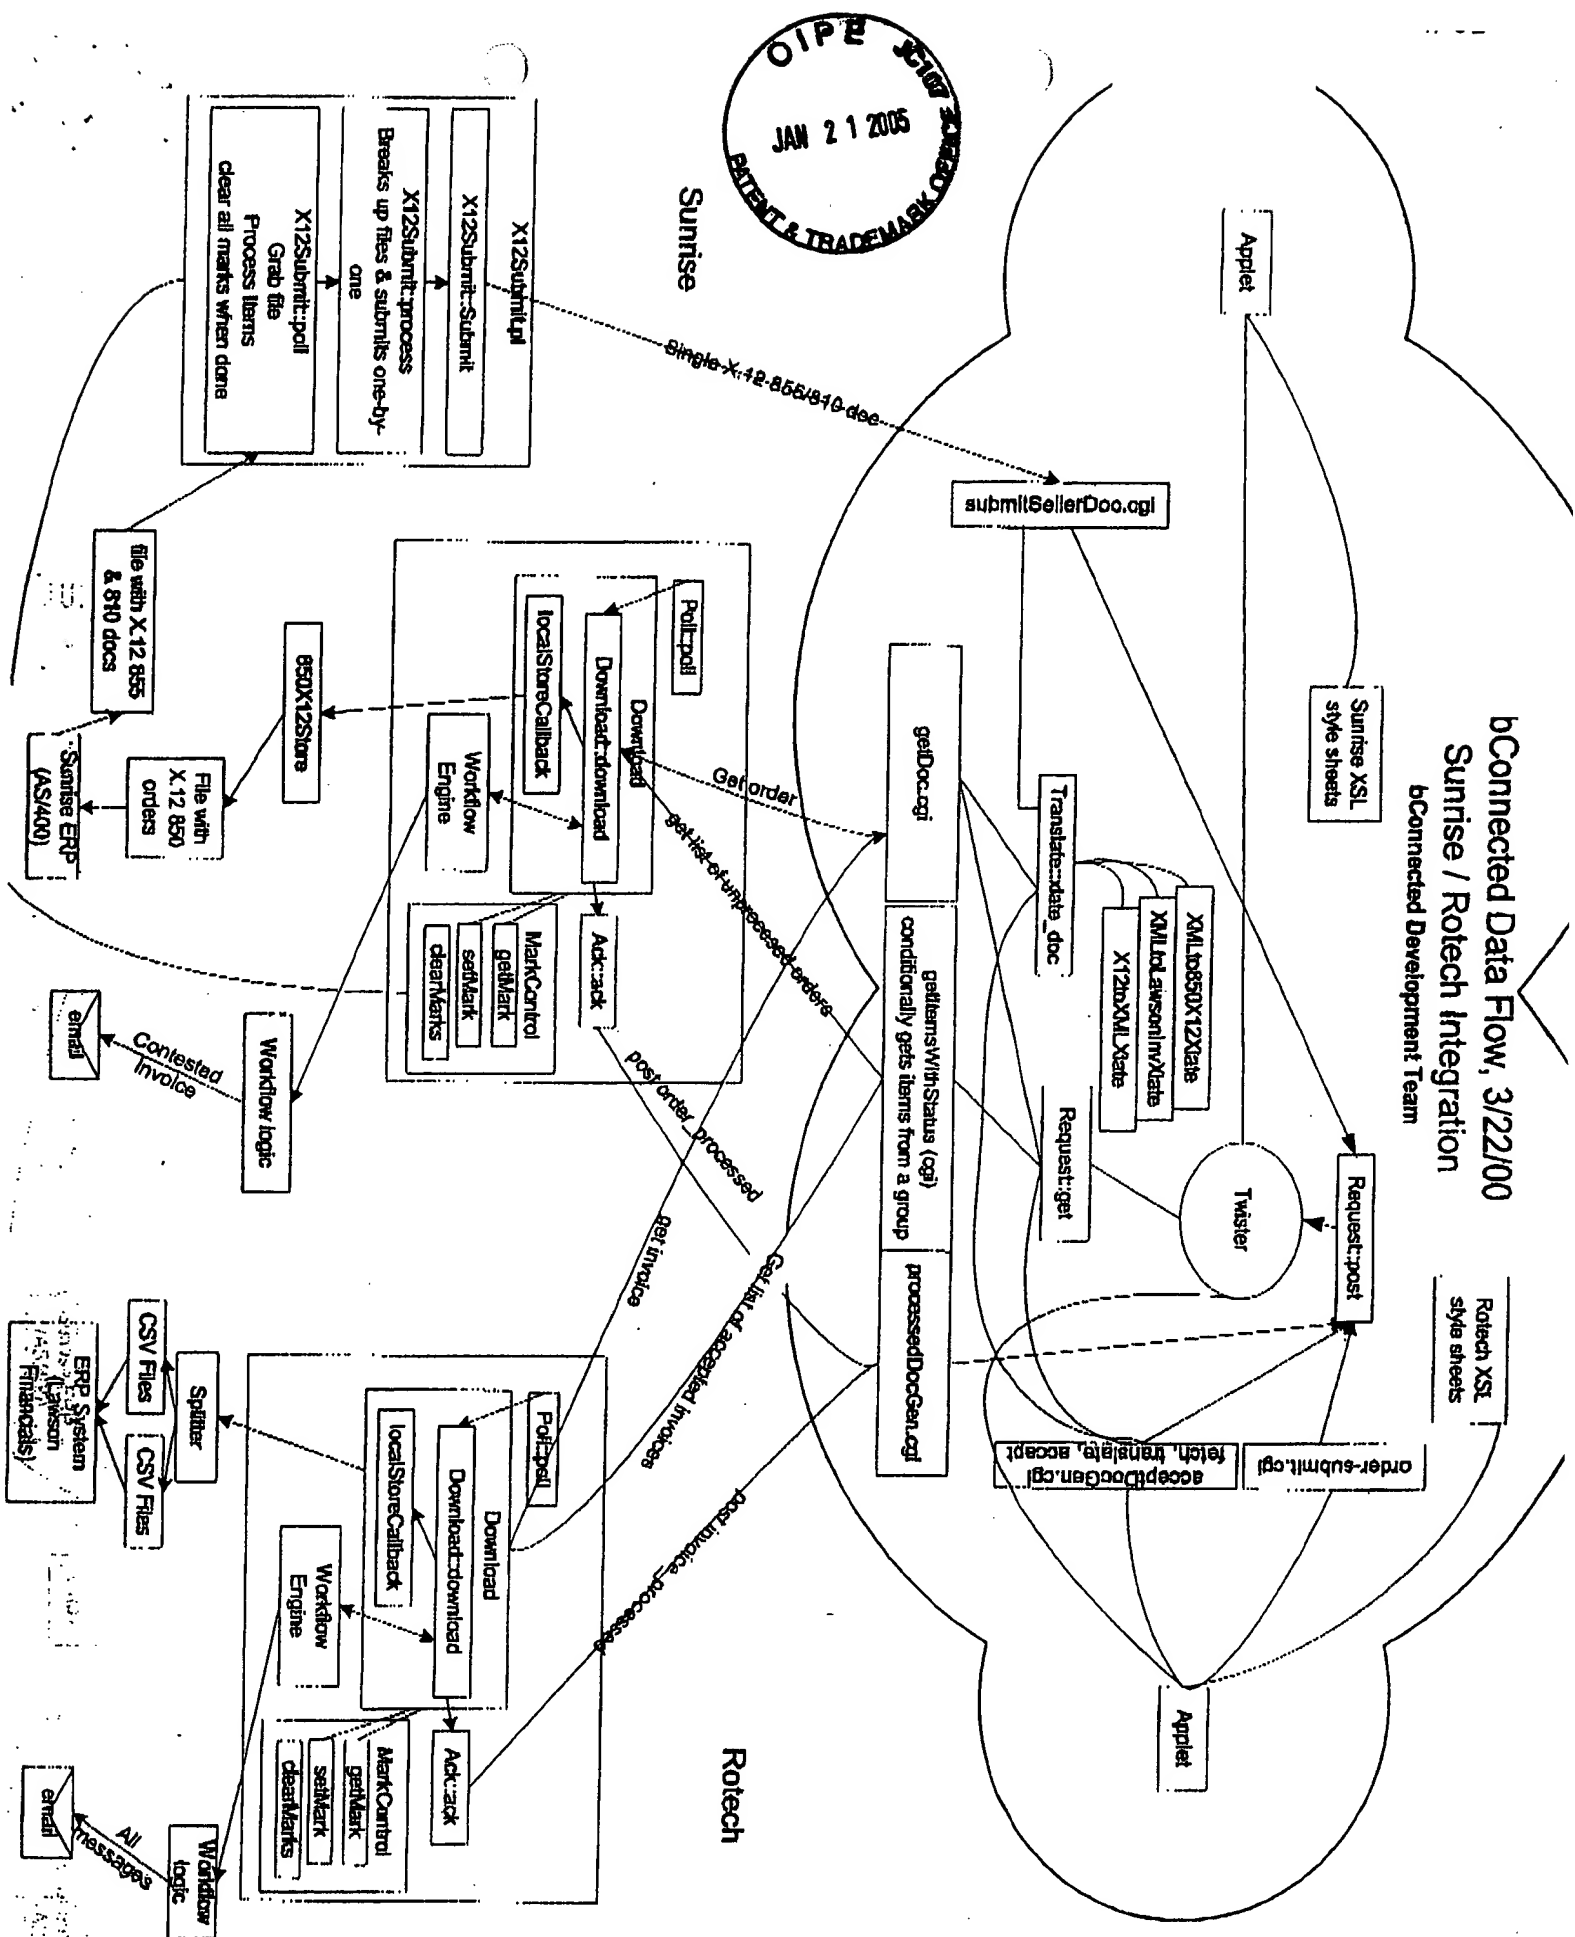 bConnected Data Flow, 3/22/00
Sunrise / Rotech Integration
bConnected Development Team
OIPE
JAN 21 2005
PATENT & TRADEMARK
Applet
Sunrise XSL
style sheets
Rotech XSL
style sheets
Request::post
Twister
order-submit.cgi
acceptDocGen.cgi
fetch, translate, accept
Applet
submitSellerDoc.cgi
XMLto850X12Xlate
XMLtoLawsonInvXlate
X12toXMLXlate
Translate::xlate_doc
Request::get
getDoc.cgi
getItemsWithStatus (cgi)
conditionally gets items from a group
processedDocGen.cgi
Single X.12 855/810 doc
Get order
get list of unprocessed orders
post order_processed
get invoice
Get list of accepted invoices
post invoice_processed
Sunrise
Rotech
X12Submit.pl
X12Submit::Submit
X12Submit::process
Breaks up files & submits one-by-
one
X12Submit::poll
Grab file
Process items
clear all marks when done
file with X.12 855
& 810 docs
Poll::poll
Download
Download::download
localStoreCallback
Workflow
Engine
Ack::ack
MarkControl
getMark
setMark
clearMarks
850X12Store
File with
X.12 850
orders
Sunrise ERP
(AS/400)
Workflow logic
Contested
Invoice
email
Poll::poll
Download
Download::download
localStoreCallback
Workflow
Engine
Ack::ack
MarkControl
getMark
setMark
clearMarks
Splitter
CSV Files
CSV Files
ERP System
(Lawson
Financials)
Workflow
logic
All
messages
email